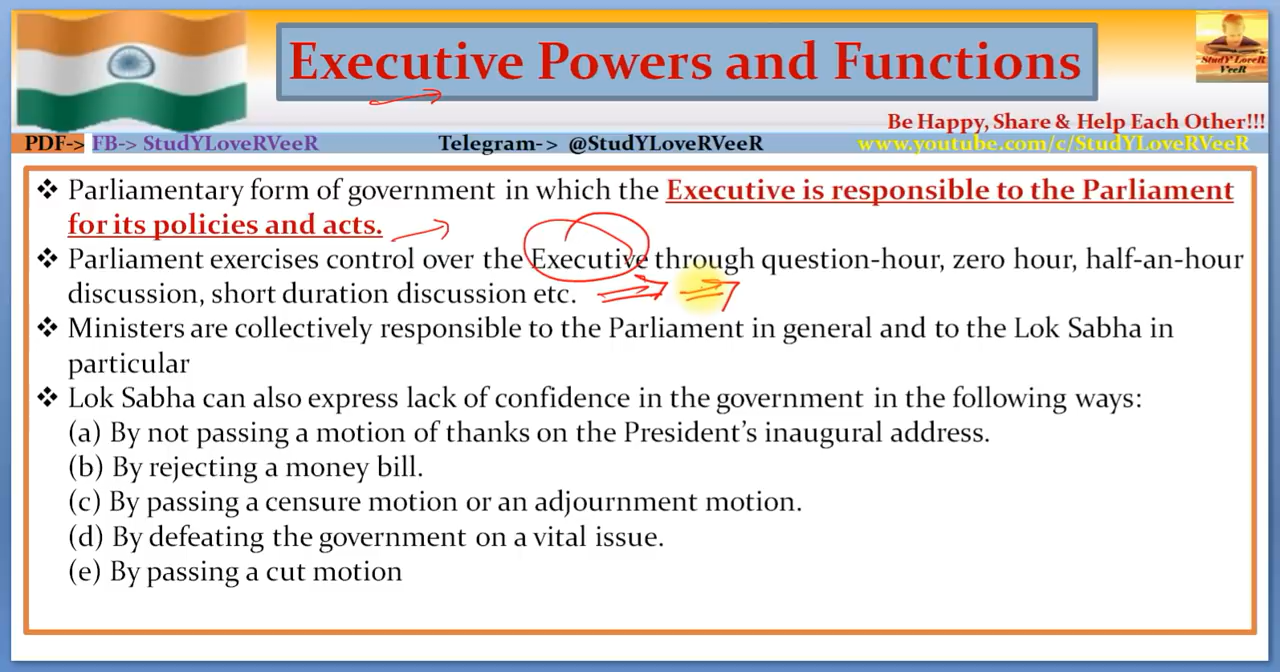 Executive Powers and Functions
StudY LoveR
VeeR
Be Happy, Share & Help Each Other!!!
PDF-> FB-> StudYLoveRVeeR Telegram-> @StudYLoveRVeeR www.youtube.com/c/StudYLoveRVeeR
❖ Parliamentary form of government in which the Executive is responsible to the Parliament
for its policies and acts.
❖ Parliament exercises control over the Executive through question-hour, zero hour, half-an-hour
discussion, short duration discussion etc.
❖ Ministers are collectively responsible to the Parliament in general and to the Lok Sabha in
particular
❖ Lok Sabha can also express lack of confidence in the government in the following ways:
(a) By not passing a motion of thanks on the President’s inaugural address.
(b) By rejecting a money bill.
(c) By passing a censure motion or an adjournment motion.
(d) By defeating the government on a vital issue.
(e) By passing a cut motion